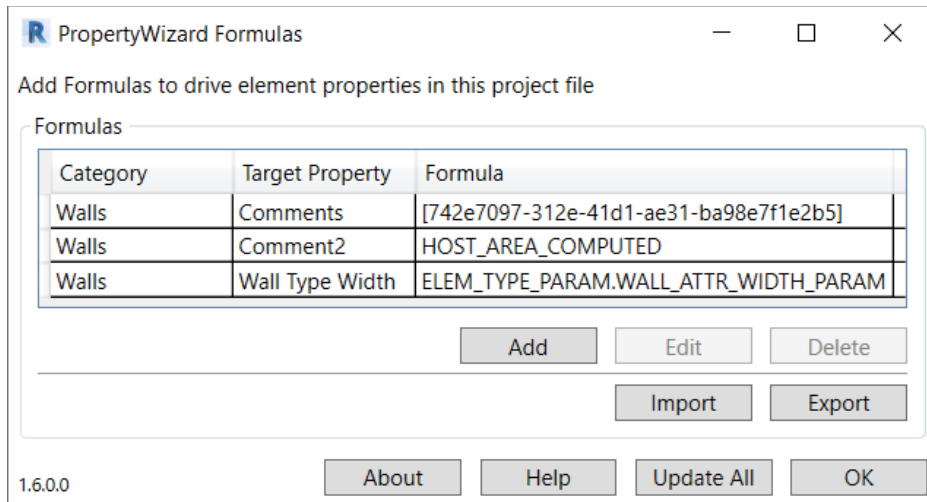 R PropertyWizard Formulas
Add Formulas to drive element properties in this project file
Formulas
Category Target Property Formula
Walls Comments [742e7097-312e-41d1-ae31-ba98e7f1e2b5]
Walls Comment2 HOST_AREA_COMPUTED
Walls Wall Type Width ELEM_TYPE_PARAM.WALL_ATTR_WIDTH_PARAM
Add Edit Delete
Import Export
1.6.0.0 About Help Update All OK